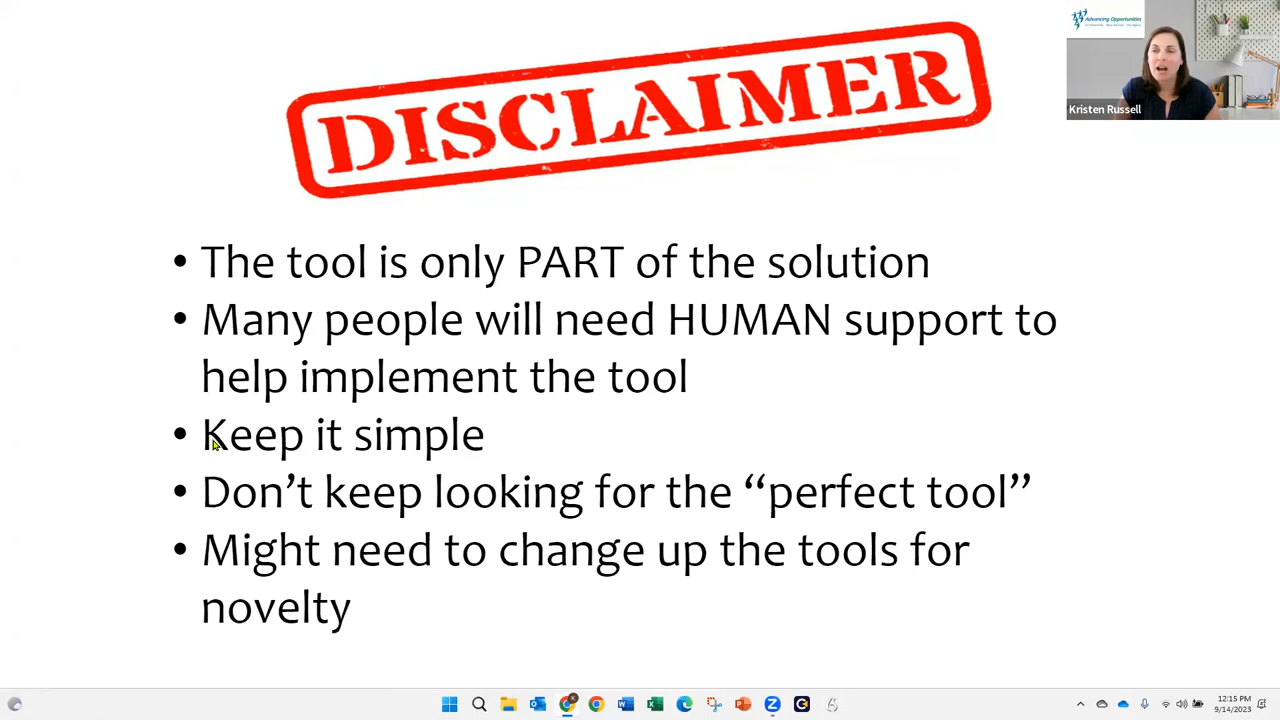 Advancing Opportunities
Kristen Russell
DISCLAIMER
• The tool is only PART of the solution
• Many people will need HUMAN support to
help implement the tool
• Keep it simple
• Don’t keep looking for the “perfect tool”
• Might need to change up the tools for
novelty
12:15 PM
9/14/2023